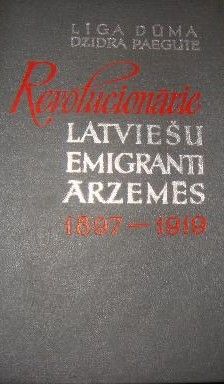 LĪGA DŪMA
DZIDRA PAEGLĪTE
Revolucionārie
LATVIEŠU
EMIGRANTI
ĀRZEMĒS
1897—1919